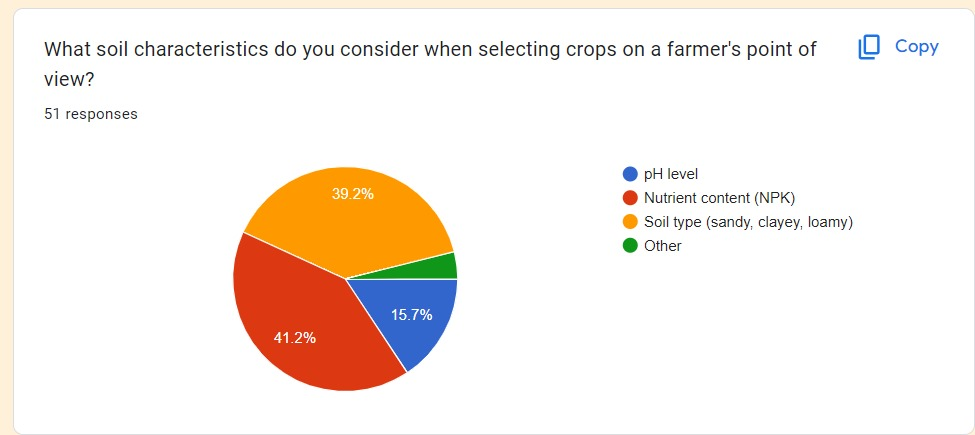 What soil characteristics do you consider when selecting crops on a farmer's point of
view?
Copy
51 responses
39.2%
15.7%
41.2%
pH level
Nutrient content (NPK)
Soil type (sandy, clayey, loamy)
Other